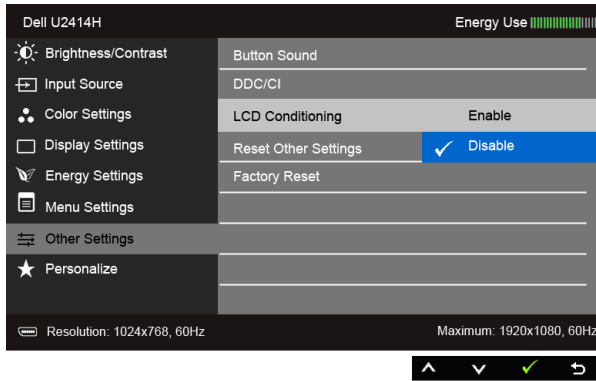 Dell U2414H Energy Use
Brightness/Contrast Button Sound
Input Source DDC/CI
Color Settings LCD Conditioning Enable
Display Settings Reset Other Settings Disable
Energy Settings Factory Reset
Menu Settings
Other Settings
Personalize
Resolution: 1024x768, 60Hz Maximum: 1920x1080, 60Hz